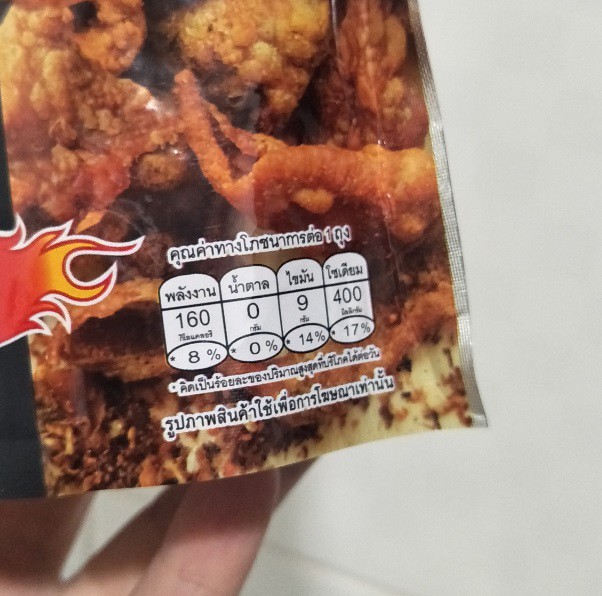 คุณค่าทางโภชนาการต่อ 1 ถุง
พลังงาน น้ำตาล ไขมัน โซเดียม
160 0 9 400
กิโลแคลอรี กรัม กรัม มิลลิกรัม
* 8 % * 0 % * 14% * 17%
*คิดเป็นร้อยละของปริมาณสูงสุดที่บริโภคได้ต่อวัน
รูปภาพสินค้าใช้เพื่อการโฆษณาเท่านั้น